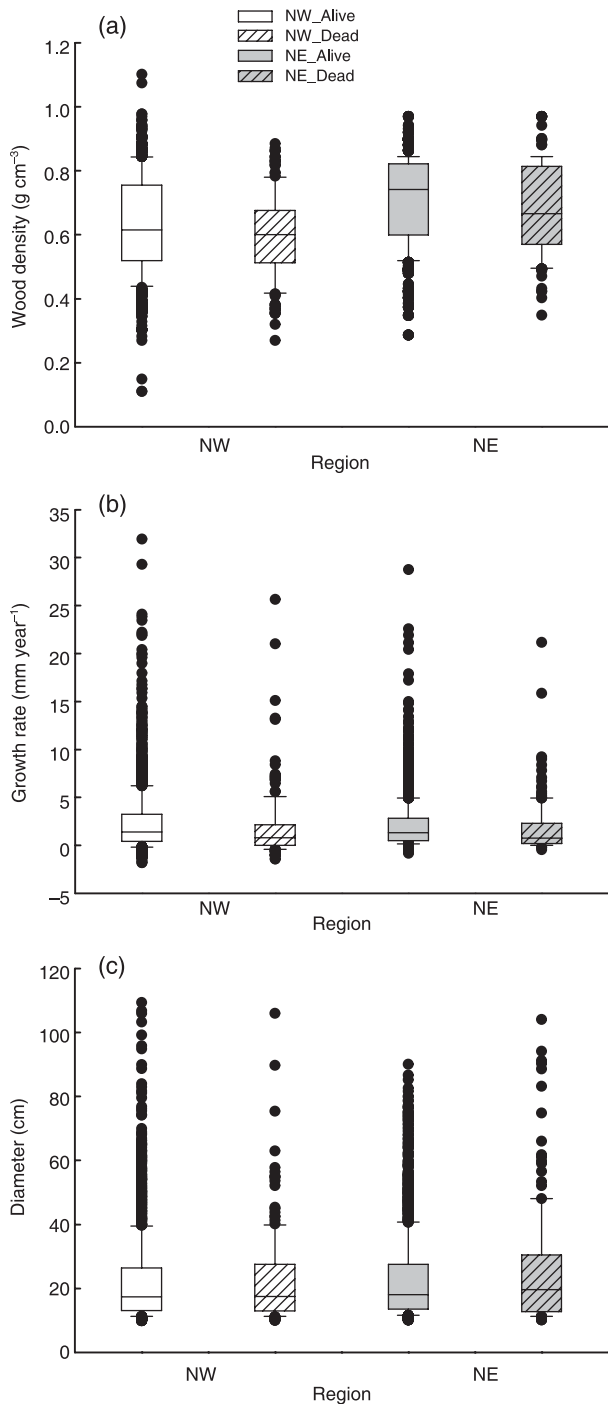 (a)
NW_Alive
NW_Dead
NE_Alive
NE_Dead
1.2
1.0
0.8
0.6
0.4
0.2
0.0
Wood density (g cm⁻³)
NW
NE
Region
(b)
35
30
25
20
15
10
5
0
–5
Growth rate (mm year⁻¹)
NW
NE
Region
(c)
120
100
80
60
40
20
0
Diameter (cm)
NW
NE
Region